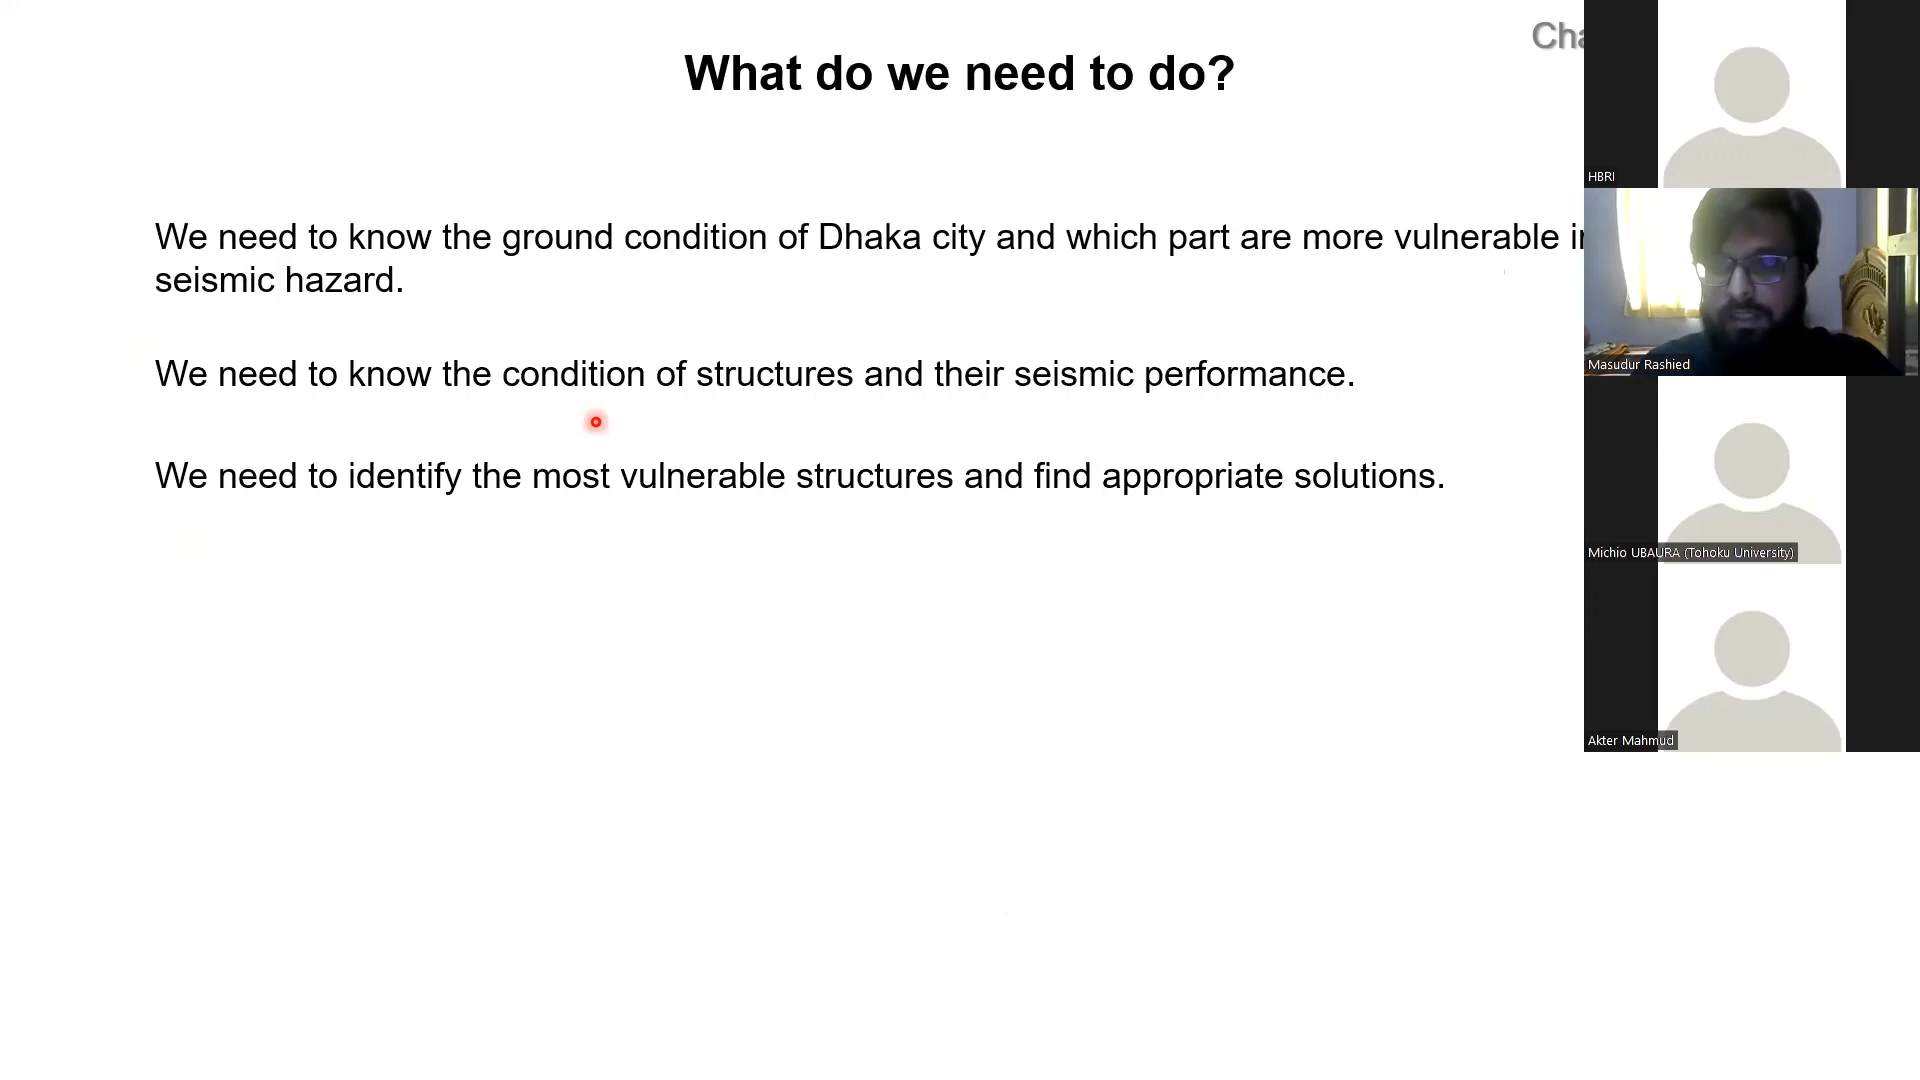 What do we need to do?
We need to know the ground condition of Dhaka city and which part are more vulnerable
seismic hazard.
We need to know the condition of structures and their seismic performance.
We need to identify the most vulnerable structures and find appropriate solutions.
HBRI
Masudur Rashied
Michio UBAURA (Tohoku University)
Akter Mahmud